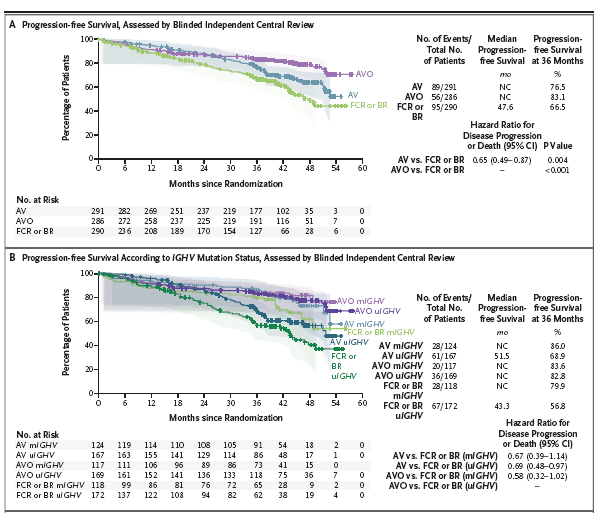 A Progression-free Survival, Assessed by Blinded Independent Central Review
Percentage of Patients
100
80
60
40
20
0
0 6 12 18 24 30 36 42 48 54 60
Months since Randomization
AVO
AV
FCR or BR
No. of Events/ Total No. of Patients
Median Progression-free Suvival
Progression-free Survival at 36 Months
mo %
AV 89/291 NC 76.5
AVO 56/286 NC 83.1
FCR or BR 95/290 47.6 66.5
Hazard Ratio for Disease Progression or Death (95% CI) P Value
AV vs. FCR or BR 0.65 (0.49–0.87) 0.004
AVO vs. FCR or BR – <0.001
No. at Risk
AV 291 282 269 251 237 219 177 102 35 3 0
AVO 286 272 258 237 225 219 191 116 51 7 0
FCR or BR 290 236 208 189 170 154 127 66 28 6 0
B Progression-free Survival According to IGHV Mutation Status, Assessed by Blinded Independent Central Review
Percentage of Patients
100
80
60
40
20
0
0 6 12 18 24 30 36 42 48 54 60
Months since Randomization
AVO mIGHV
AVO uIGHV
AV mIGHV
FCR or BR mIGHV
AV uIGHV
FCR or
BR
uIGHV
No. of Events/ Total No. of Patients
Median Progression-free Suvival
Progression-free Survival at 36 Months
mo %
AV mIGHV 28/124 NC 86.0
AV uIGHV 61/167 51.5 68.9
AVO mIGHV 20/117 NC 83.6
AVO uIGHV 36/169 NC 82.8
FCR or BR mIGHV 28/118 NC 79.9
FCR or BR uIGHV 67/172 43.3 56.8
Hazard Ratio for Disease Progression or Death (95% CI)
AV vs. FCR or BR (mIGHV) 0.67 (0.39–1.14)
AV vs. FCR or BR (uIGHV) 0.69 (0.48–0.97)
AVO vs. FCR or BR (mIGHV) 0.58 (0.32–1.02)
AVO vs. FCR or BR (uIGHV) –
No. at Risk
AV mIGHV 124 119 114 110 108 105 91 54 18 2 0
AV uIGHV 167 163 155 141 129 114 86 48 17 1 0
AVO mIGHV 117 111 106 96 89 86 73 41 15 0
AVO uIGHV 169 161 152 141 136 133 118 75 36 7 0
FCR or BR mIGHV 118 99 86 81 76 72 65 28 9 2 0
FCR or BR uIGHV 172 137 122 108 94 82 62 38 19 4 0